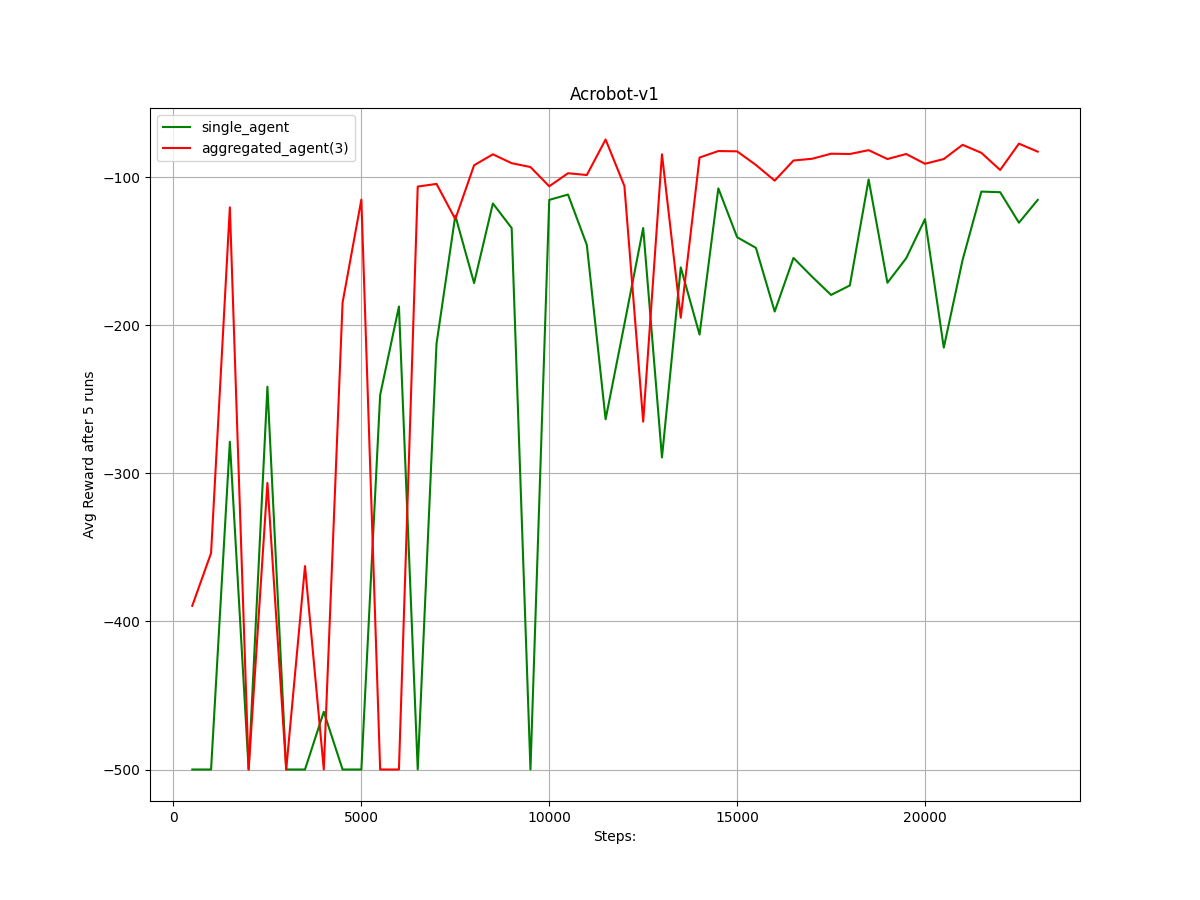 Acrobot-v1
single_agent
aggregated_agent(3)
−100
−200
−300
−400
−500
Avg Reward after 5 runs
0 5000 10000 15000 20000
Steps: